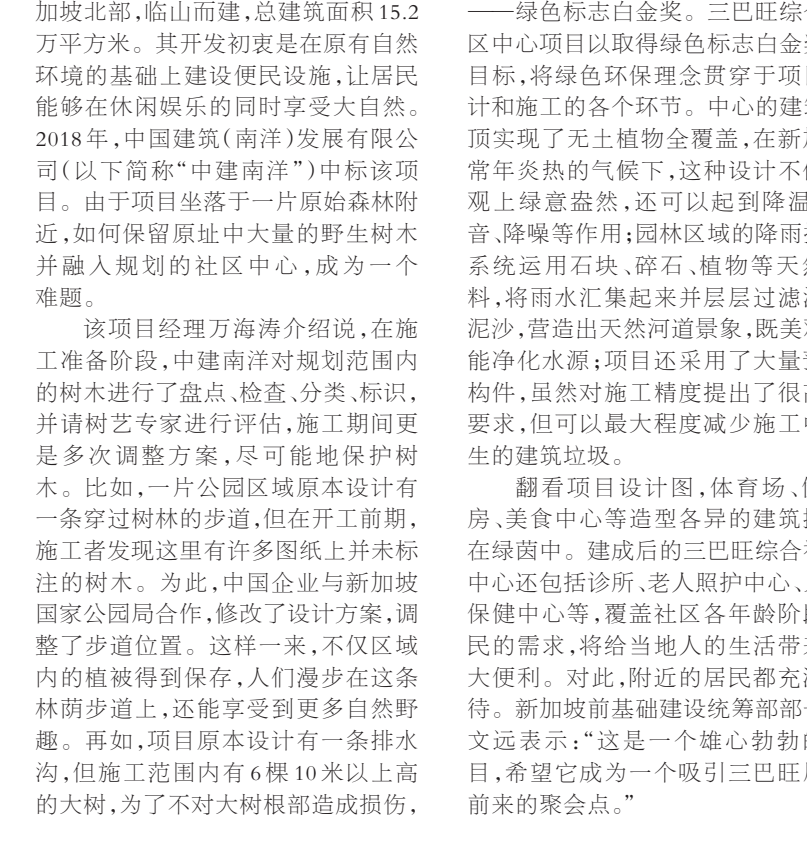 加坡北部,临山而建,总建筑面积15.2
万平方米。其开发初衷是在原有自然
环境的基础上建设便民设施,让居民
能够在休闲娱乐的同时享受大自然。
2018年,中国建筑(南洋)发展有限公
司(以下简称“中建南洋”)中标该项
目。由于项目坐落于一片原始森林附
近,如何保留原址中大量的野生树木
并融入规划的社区中心,成为一个
难题。
该项目经理万海涛介绍说,在施
工准备阶段,中建南洋对规划范围内
的树木进行了盘点、检查、分类、标识,
并请树艺专家进行评估,施工期间更
是多次调整方案,尽可能地保护树
木。比如,一片公园区域原本设计有
一条穿过树林的步道,但在开工前期,
施工者发现这里有许多图纸上并未标
注的树木。为此,中国企业与新加坡
国家公园局合作,修改了设计方案,调
整了步道位置。这样一来,不仅区域
内的植被得到保存,人们漫步在这条
林荫步道上,还能享受到更多自然野
趣。再如,项目原本设计有一条排水
沟,但施工范围内有6棵10米以上高
的大树,为了不对大树根部造成损伤,
——绿色标志白金奖。三巴旺综
区中心项目以取得绿色标志白金
目标,将绿色环保理念贯穿于项
计和施工的各个环节。中心的建
顶实现了无土植物全覆盖,在新
常年炎热的气候下,这种设计不
观上绿意盎然,还可以起到降温
音、降噪等作用;园林区域的降雨
系统运用石块、碎石、植物等天
料,将雨水汇集起来并层层过滤
泥沙,营造出天然河道景象,既美
能净化水源;项目还采用了大量
构件,虽然对施工精度提出了很
要求,但可以最大程度减少施工
生的建筑垃圾。
翻看项目设计图,体育场、
房、美食中心等造型各异的建筑
在绿茵中。建成后的三巴旺综合
中心还包括诊所、老人照护中心、
保健中心等,覆盖社区各年龄阶
民的需求,将给当地人的生活带
大便利。对此,附近的居民都充
待。新加坡前基础建设统筹部部
文远表示:“这是一个雄心勃勃
目,希望它成为一个吸引三巴旺
前来的聚会点。”